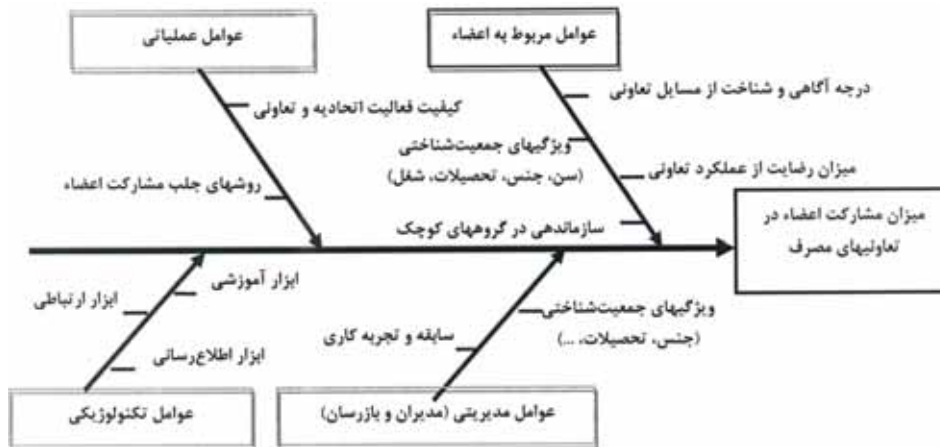 عوامل مربوط به اعضاء
عوامل عملیاتی
درجه آگاهی و شناخت از مسایل تعاونی
کیفیت فعالیت اتحادیه و تعاونی
ویژگیهای جمعیت‌شناختی
(سن، جنس، تحصیلات، شغل)
میزان رضایت از عملکرد تعاونی
روشهای جلب مشارکت اعضاء
سازماندهی در گروههای کوچک
میزان مشارکت اعضاء در
تعاونیهای مصرف
ابزار آموزشی
ابزار ارتباطی
ویژگیهای جمعیت‌شناختی
(جنس، تحصیلات، ...)
سابقه و تجربه کاری
ابزار اطلاع‌رسانی
عوامل مدیریتی (مدیران و بازرسان)
عوامل تکنولوژیکی